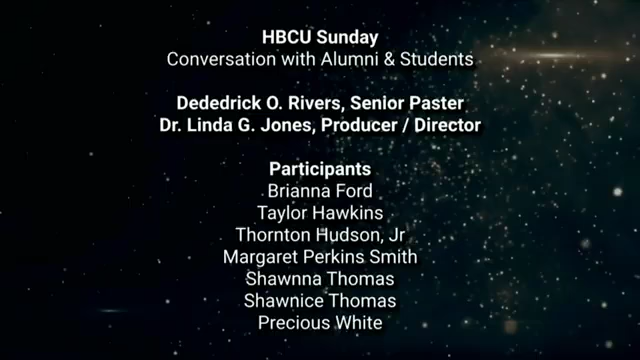 HBCU Sunday
Conversation with Alumni & Students
Dededrick O. Rivers, Senior Paster
Dr. Linda G. Jones, Producer / Director
Participants
Brianna Ford
Taylor Hawkins
Thornton Hudson, Jr
Margaret Perkins Smith
Shawnna Thomas
Shawnice Thomas
Precious White